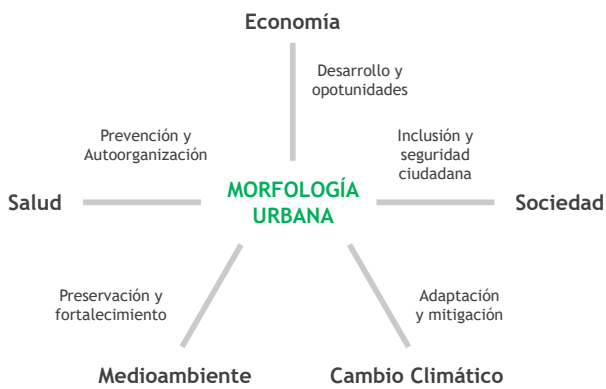 Economía
Desarrollo y
opotunidades
Prevención y
Autoorganización
Inclusión y
seguridad
ciudadana
Salud
MORFOLOGÍA
URBANA
Sociedad
Preservación y
fortalecimiento
Adaptación
y mitigación
Medioambiente
Cambio Climático